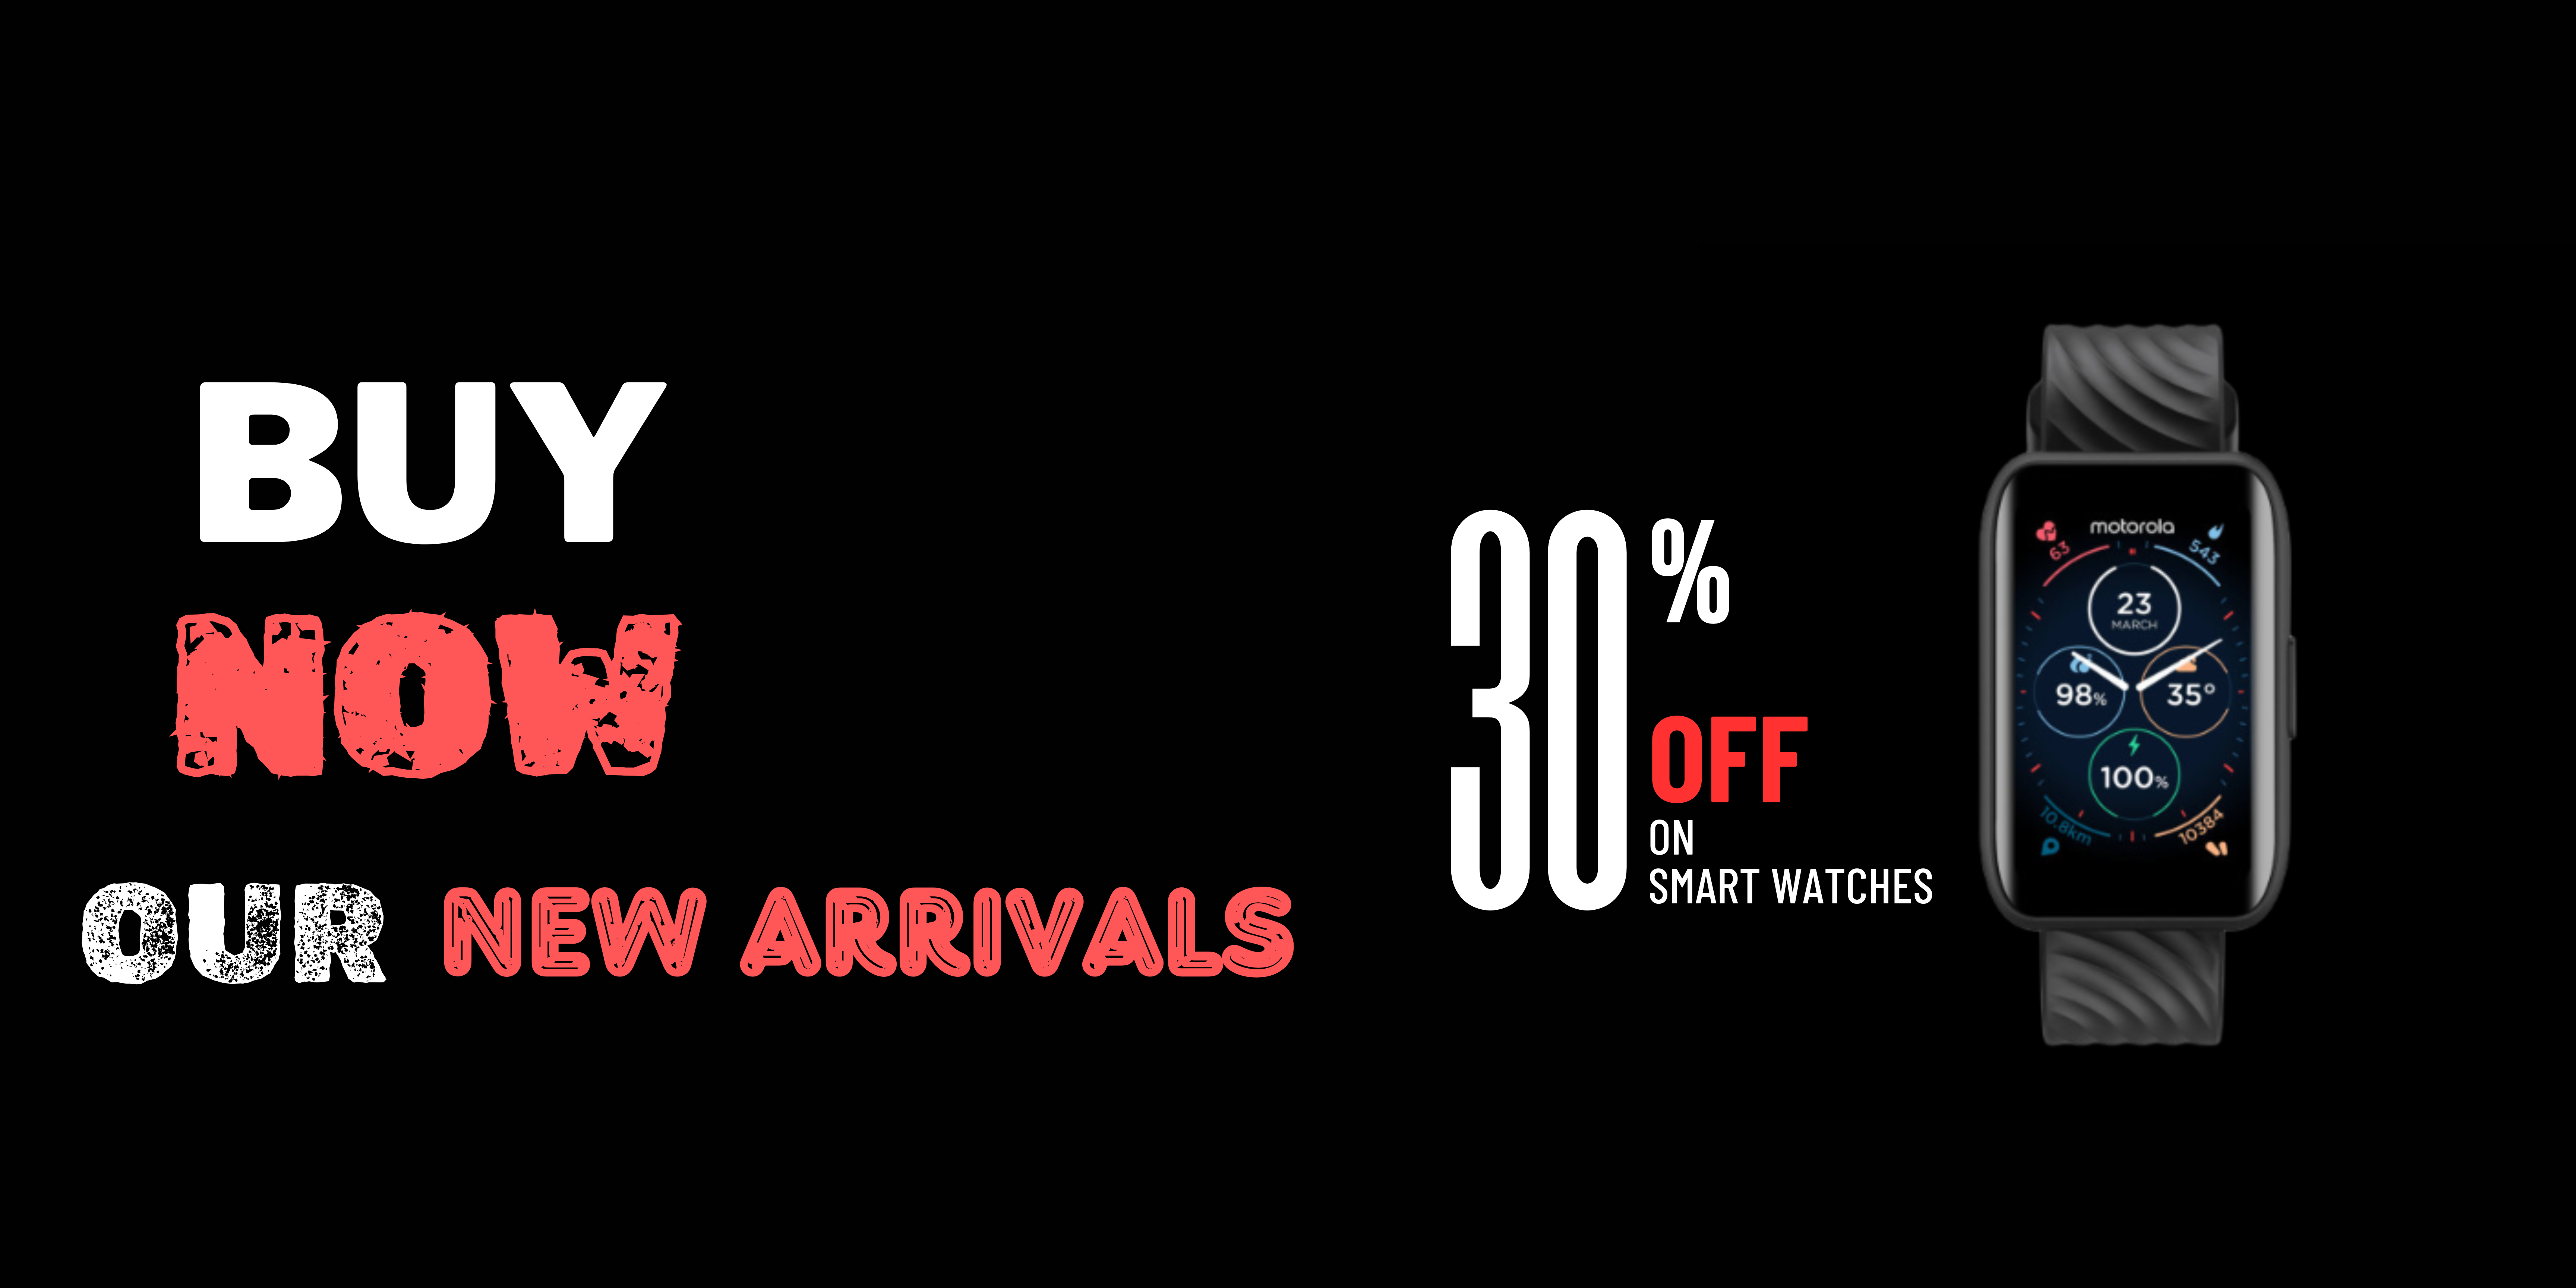 BUY
NOW
OUR NEW ARRIVALS
30%
OFF
ON
SMART WATCHES
motorola
63
543
23
MARCH
98%
35°
100%
10.8km
10384